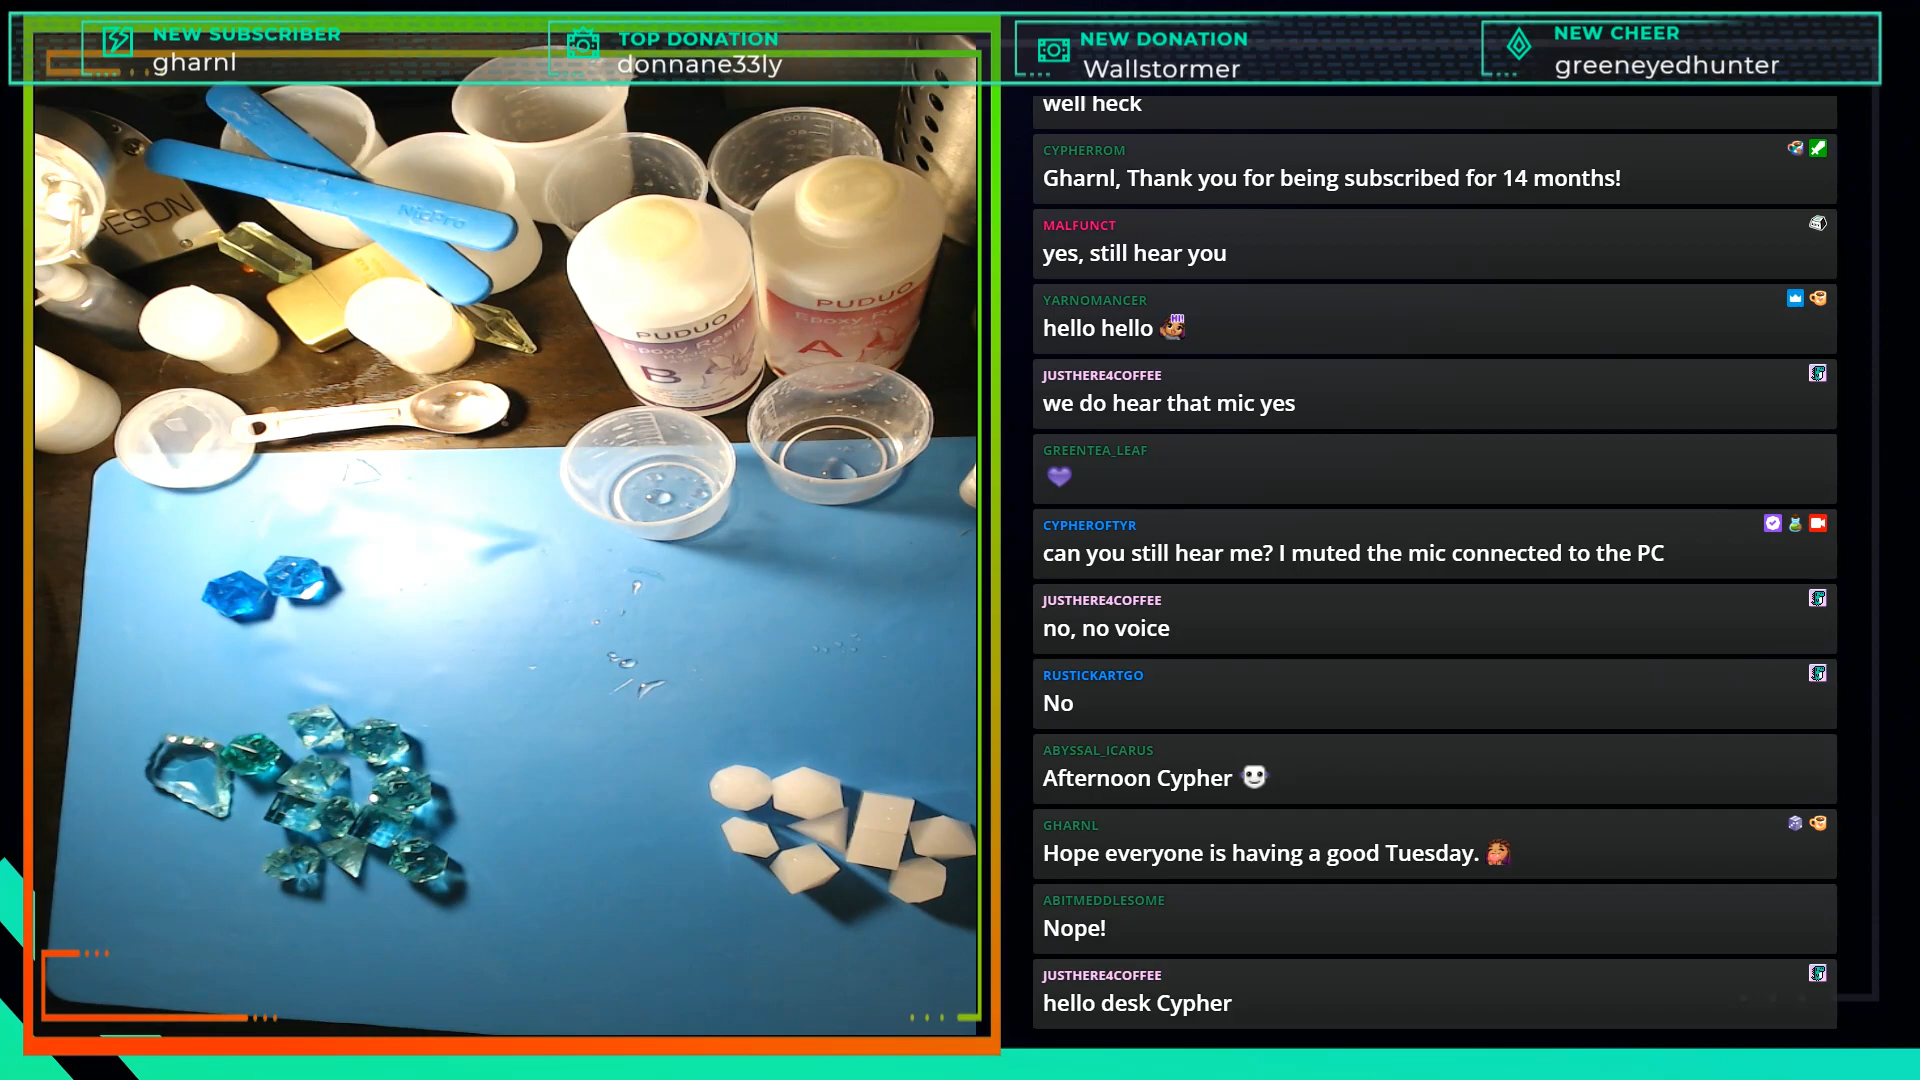 NEW SUBSCRIBER
gharnl
TOP DONATION
donnane33ly
NEW DONATION
Wallstormer
NEW CHEER
greeneyedhunter
NicPro
PESON
PUDUO
Epoxy Resin
B
PUDUO
Epoxy Resin
A
well heck
CYPHERROM
Gharnl, Thank you for being subscribed for 14 months!
MALFUNCT
yes, still hear you
YARNOMANCER
hello hello
JUSTHERE4COFFEE
we do hear that mic yes
GREENTEA_LEAF
CYPHEROFTYR
can you still hear me? I muted the mic connected to the PC
JUSTHERE4COFFEE
no, no voice
RUSTICKARTGO
No
ABYSSAL_ICARUS
Afternoon Cypher
GHARNL
Hope everyone is having a good Tuesday.
ABITMEDDLESOME
Nope!
JUSTHERE4COFFEE
hello desk Cypher